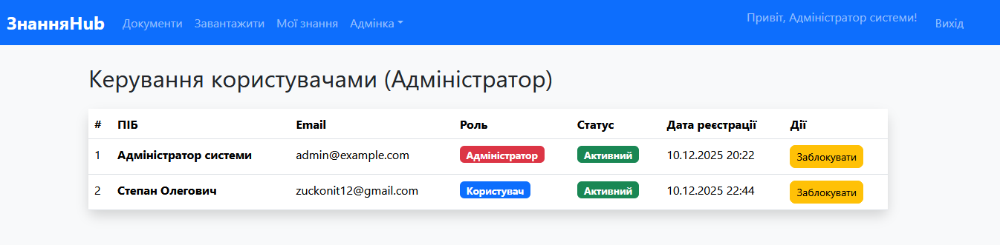 ЗнанняHub Документи Завантажити Мої знання Адмінка Привіт, Адміністратор системи! Вихід
Керування користувачами (Адміністратор)
# ПІБ Email Роль Статус Дата реєстрації Дії
1 Адміністратор системи admin@example.com Адміністратор Активний 10.12.2025 20:22 Заблокувати
2 Степан Олегович zuckonit12@gmail.com Користувач Активний 10.12.2025 22:44 Заблокувати